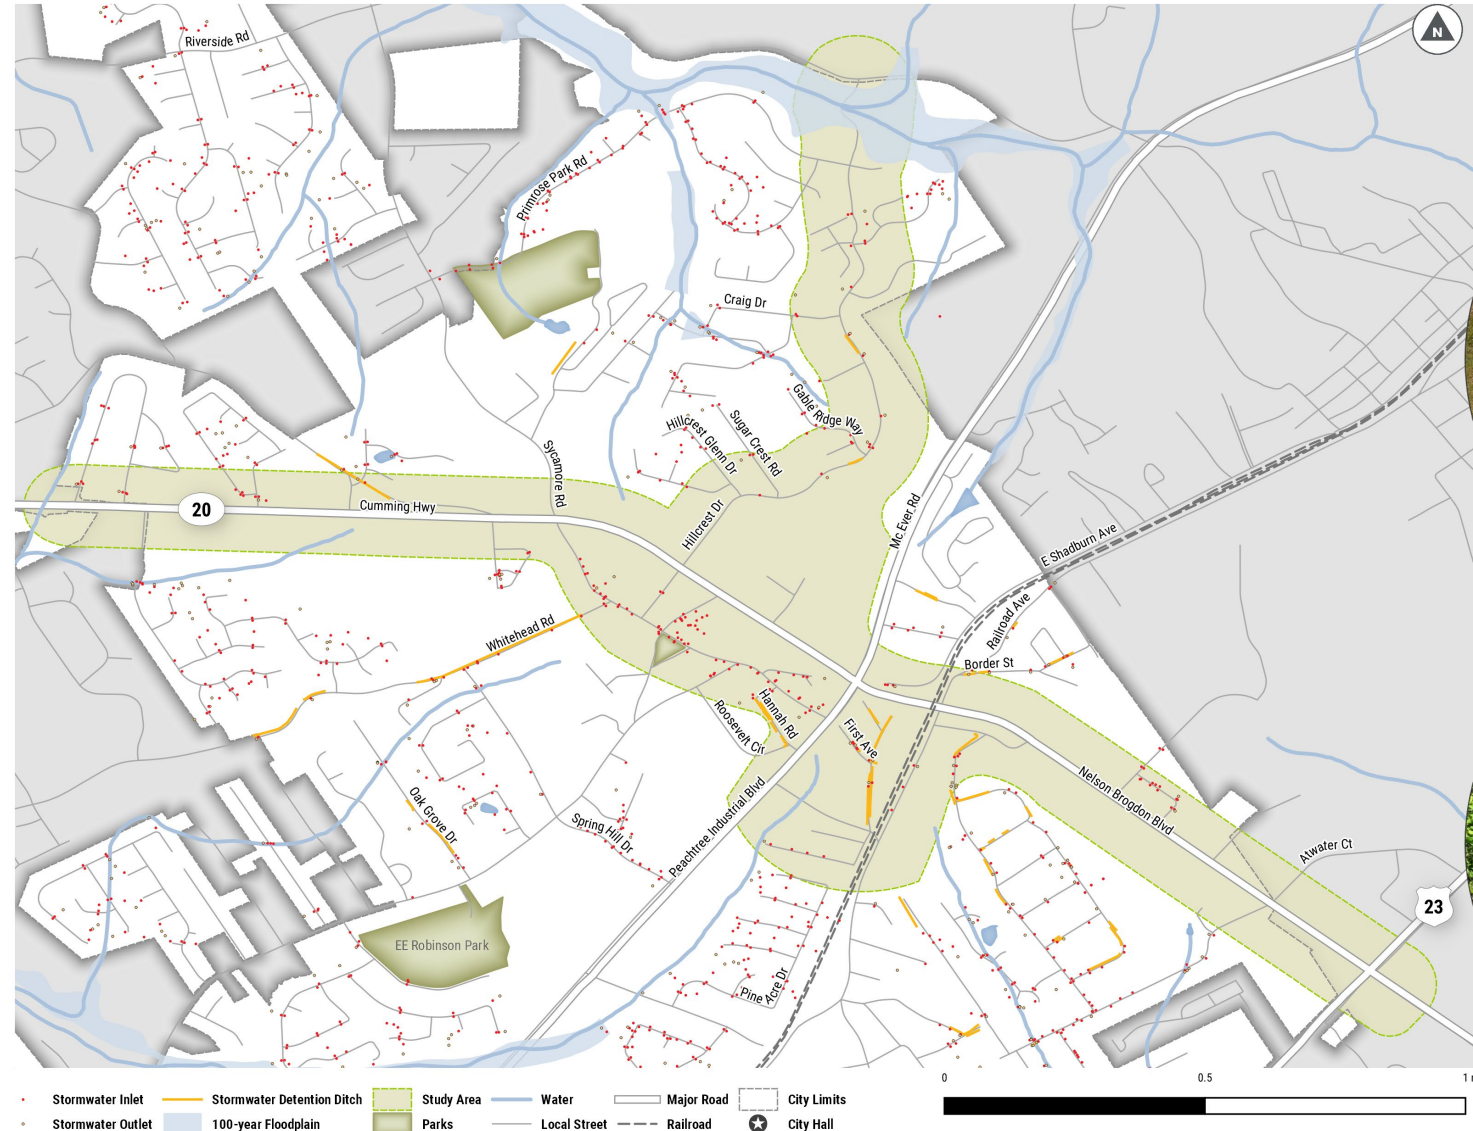 Riverside Rd
N
Primrose Park Rd
Craig Dr
Gable Ridge Way
Hillcrest Glenn Dr
Sugar Crest Rd
Sycamore Rd
20
Cumming Hwy
Hillcrest Dr
Mc Ever Rd
E Shadburn Ave
Railroad Ave
Whitehead Rd
Border St
Hannah Rd
Roosevelt Cir
First Ave
Nelson Brogdon Blvd
Oak Grove Dr
Spring Hill Dr
Peachtree Industrial Blvd
Atwater Ct
23
EE Robinson Park
Pine Acre Dr
0 0.5 1
Stormwater Inlet Stormwater Detention Ditch Study Area Water Major Road City Limits
Stormwater Outlet 100-year Floodplain Parks Local Street Railroad City Hall